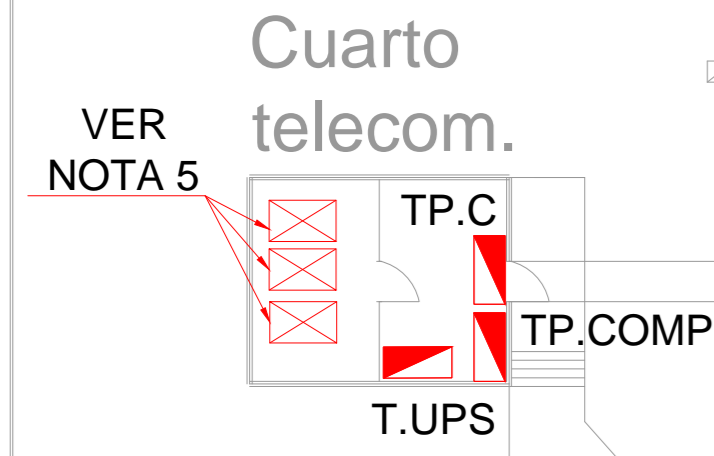 Cuarto
telecom.
VER
NOTA 5
TP.C
TP.COMP
T.UPS